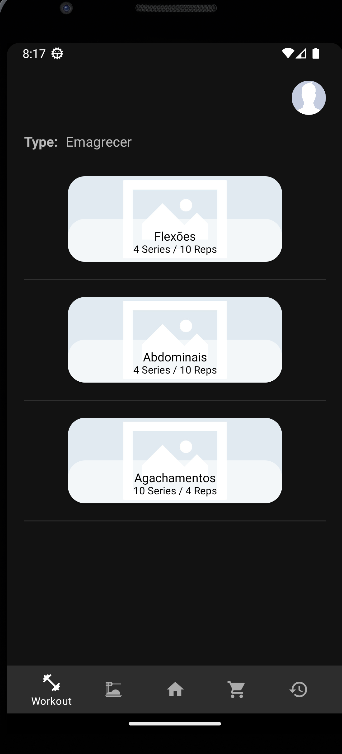 8:17
Type: Emagrecer
Flexões
4 Series / 10 Reps
Abdominais
4 Series / 10 Reps
Agachamentos
10 Series / 4 Reps
Workout